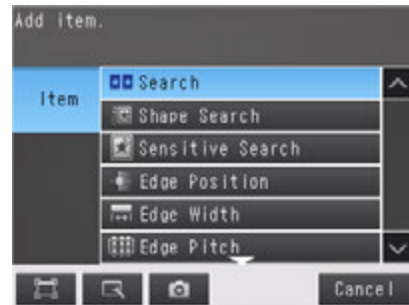 Add item.
Item
Search
Shape Search
Sensitive Search
Edge Position
Edge Width
Edge Pitch
Cancel